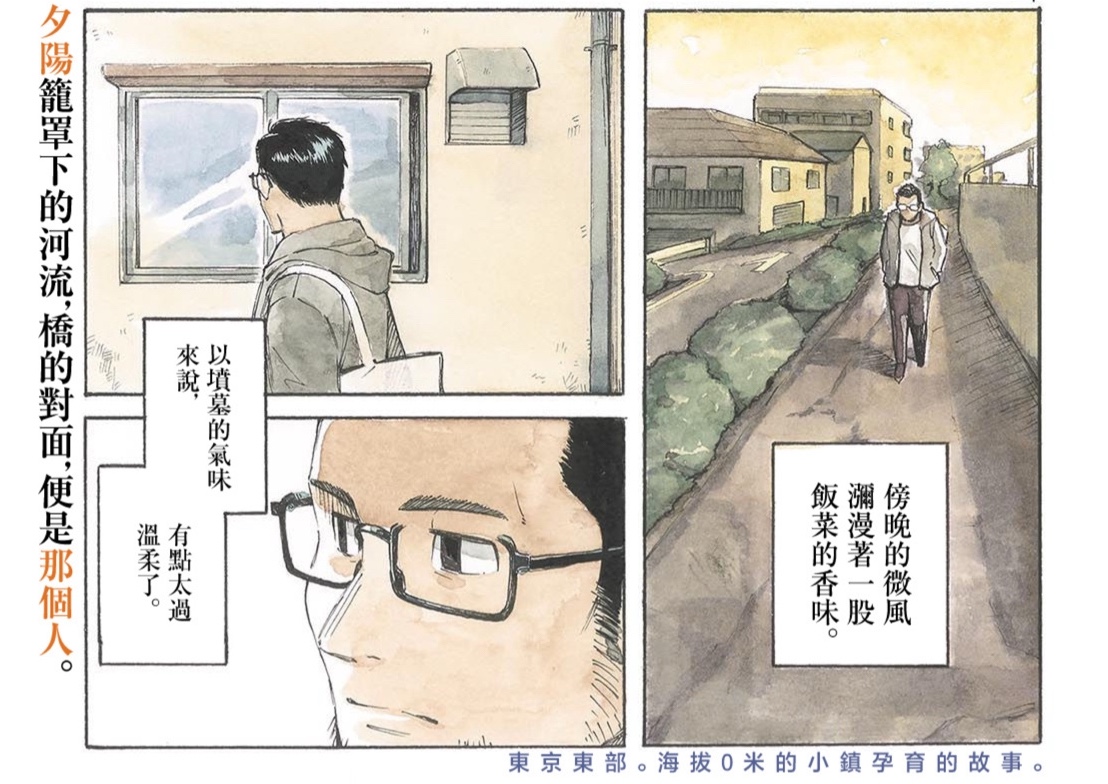 傍晚的微風
瀰漫著一股
飯菜的香味。
以墳墓的氣味
來說，
有點太過
溫柔了。
夕陽籠罩下的河流，橋的對面，便是那個人。
東京東部。海拔0米的小鎮孕育的故事。